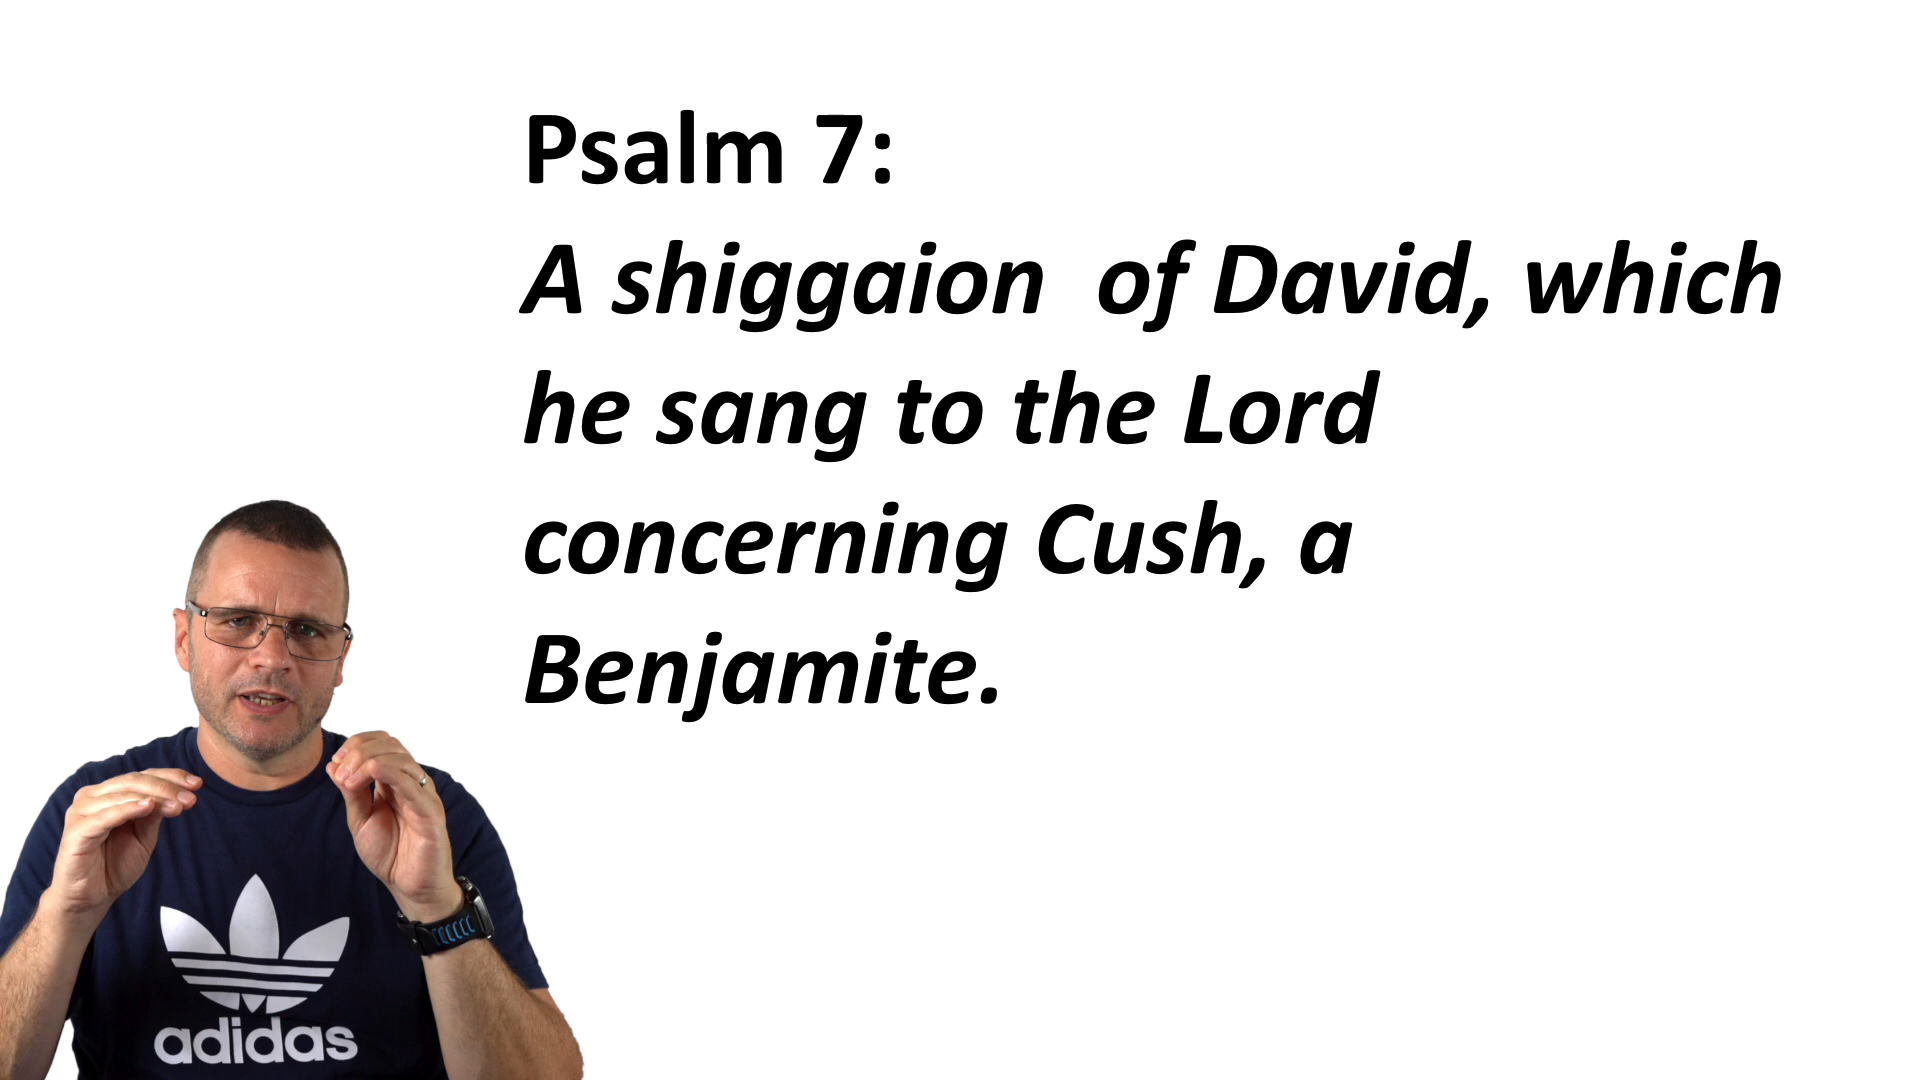 Psalm 7:
A shiggaion  of David, which
he sang to the Lord
concerning Cush, a
Benjamite.
adidas